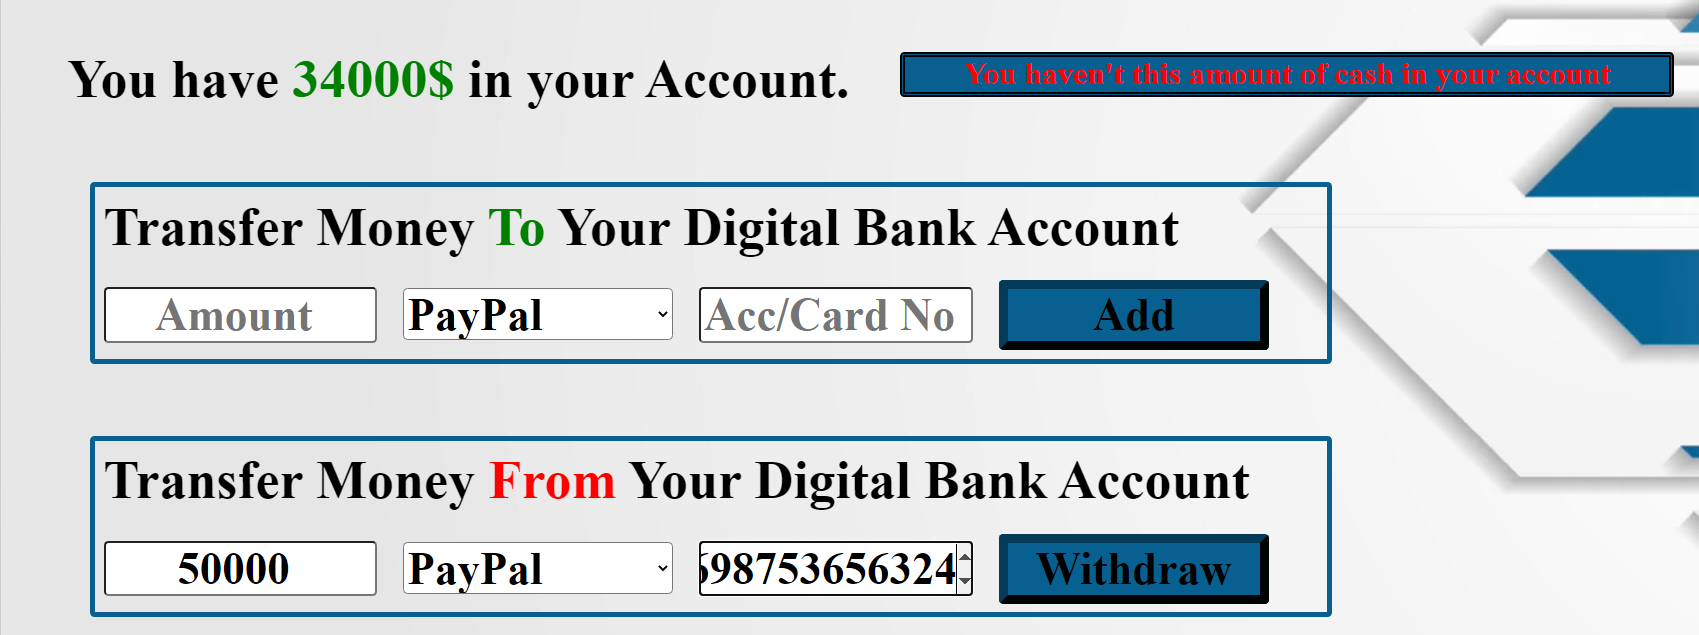 You have 34000$ in your Account.
You haven't this amount of cash in your account
Transfer Money To Your Digital Bank Account
Amount
PayPal
Acc/Card No
Add
Transfer Money From Your Digital Bank Account
50000
PayPal
98753656324
Withdraw